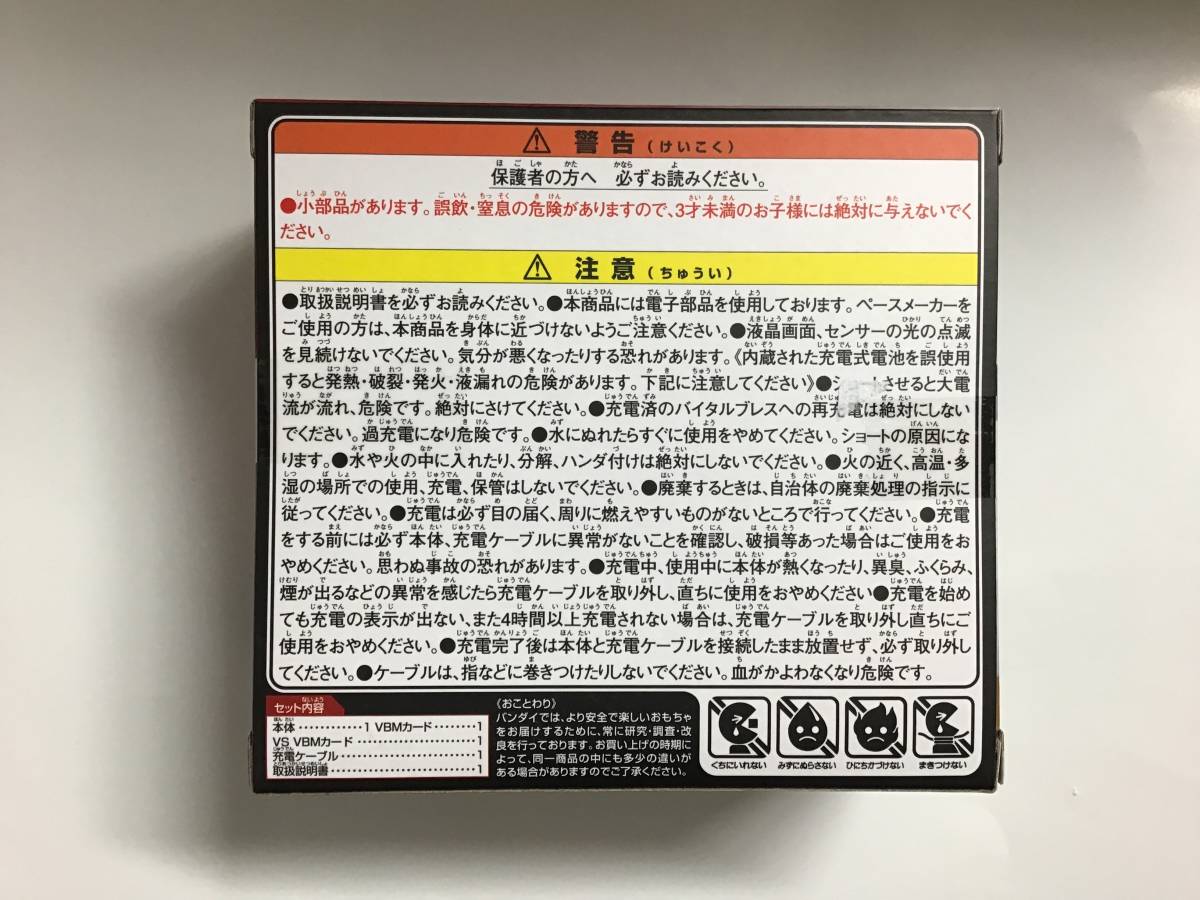 警告(けいこく)
保護者の方へ 必ずお読みください。
●小部品があります。誤飲・窒息の危険がありますので、3才未満のお子様には絶対に与えないでく
ださい。
注意(ちゅうい)
●取扱説明書を必ずお読みください。●本商品には電子部品を使用しております。ペースメーカーを
ご使用の方は、本商品を身体に近づけないようご注意ください。●液晶画面、センサーの光の点滅
を見続けないでください。気分が悪くなったりする恐れがあります。《内蔵された充電式電池を誤使用
すると発熱・破裂・発火・液漏れの危険があります。下記に注意してください》●ショートさせると大電
流が流れ、危険です。絶対にさけてください。●充電済のバイタルブレスへの再充電は絶対にしない
でください。過充電になり危険です。●水にぬれたらすぐに使用をやめてください。ショートの原因にな
ります。●水や火の中に入れたり、分解、ハンダ付けは絶対にしないでください。●火の近く、高温・多
湿の場所での使用、充電、保管はしないでください。●廃棄するときは、自治体の廃棄処理の指示に
従ってください。●充電は必ず目の届く、周りに燃えやすいものがないところで行ってください。●充電
をする前には必ず本体、充電ケーブルに異常がないことを確認し、破損等あった場合はご使用をお
やめください。思わぬ事故の恐れがあります。●充電中、使用中に本体が熱くなったり、異臭、ふくらみ、
煙が出るなどの異常を感じたら充電ケーブルを取り外し、直ちに使用をおやめください●充電を始め
ても充電の表示が出ない、また4時間以上充電されない場合は、充電ケーブルを取り外し直ちにご
使用をおやめください。●充電完了後は本体と充電ケーブルを接続したまま放置せず、必ず取り外し
てください。●ケーブルは、指などに巻きつけたりしないでください。血がかよわなくなり危険です。
セット内容
本体…………1 VBMカード………1
VS VBMカード……………………1
充電ケーブル……………………1
取扱説明書………………………1
《おことわり》
バンダイでは、より安全で楽しいおもちゃ
をお届けするために、常に研究・調査・改
良を行っております。お買い上げの時期に
よって、同一商品の中にも多少の違いが
ある場合がありますのでご了承ください。
くちにいれない みずにぬらさない ひにちかづけない まきつけない